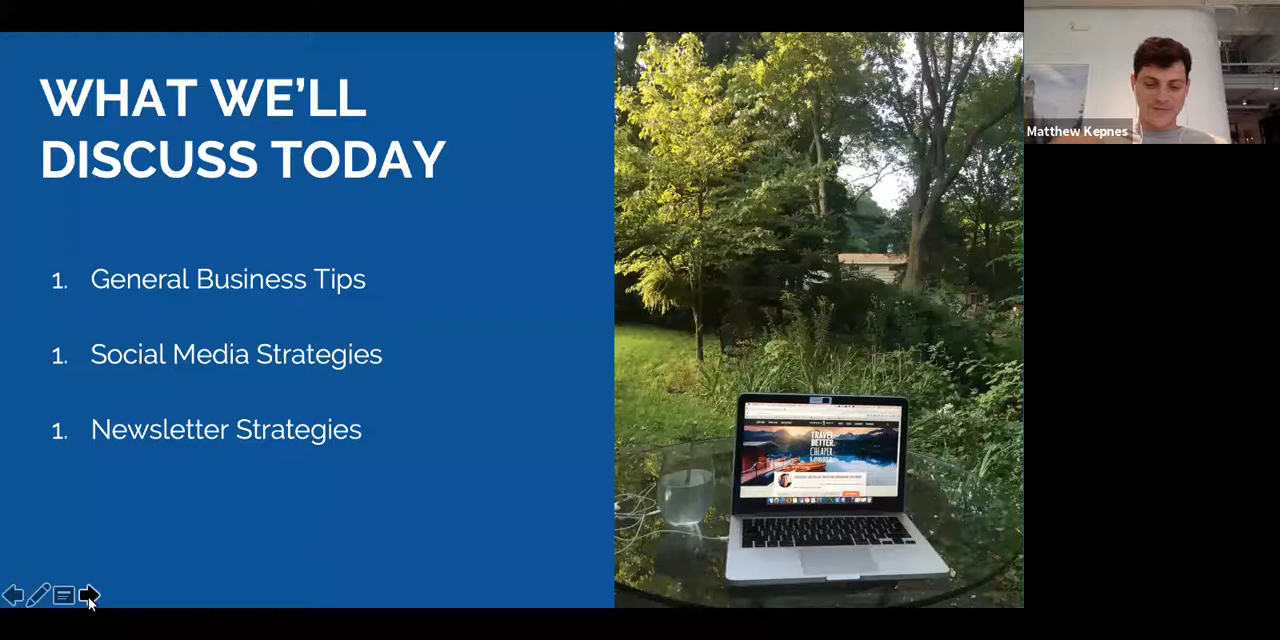 WHAT WE'LL
DISCUSS TODAY
1. General Business Tips
1. Social Media Strategies
1. Newsletter Strategies
Matthew Kepnes
TRAVEL
BETTER,
CHEAPER,
LONGER